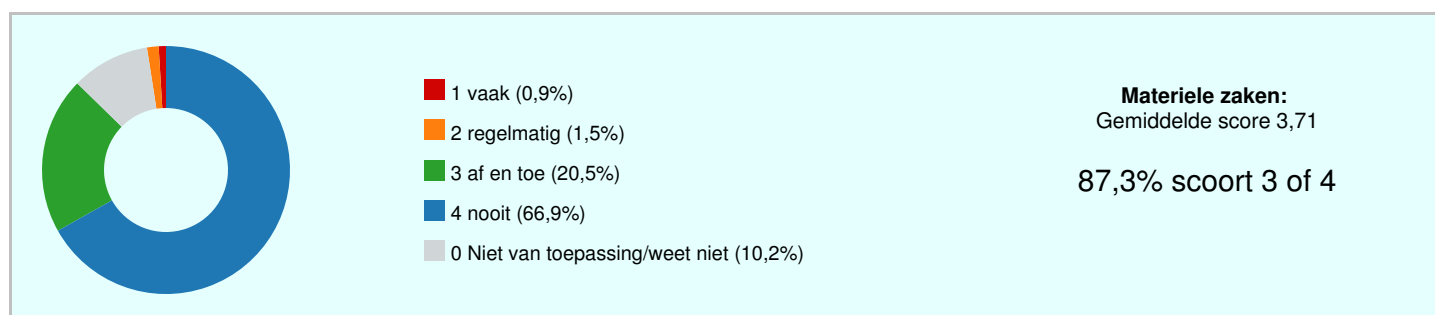 1 vaak (0,9%)
2 regelmatig (1,5%)
3 af en toe (20,5%)
4 nooit (66,9%)
0 Niet van toepassing/weet niet (10,2%)
Materiele zaken:
Gemiddelde score 3,71
87,3% scoort 3 of 4